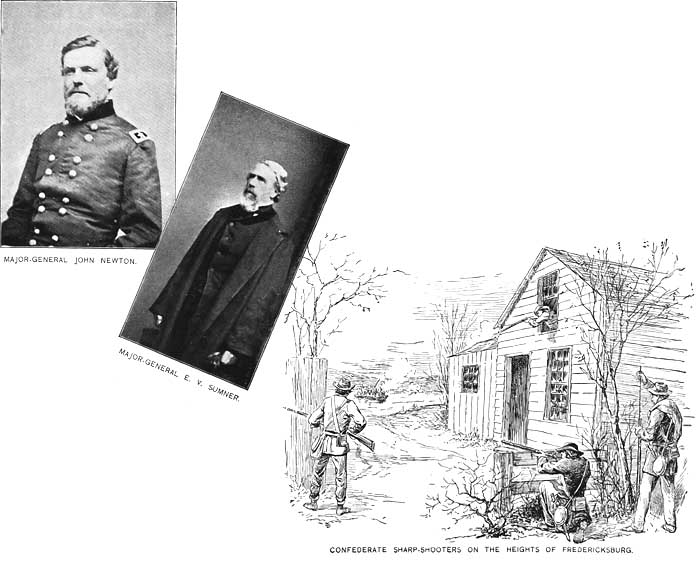 MAJOR-GENERAL JOHN NEWTON.
MAJOR-GENERAL E. V. SUMNER.
CONFEDERATE SHARP-SHOOTERS ON THE HEIGHTS OF FREDERICKSBURG.